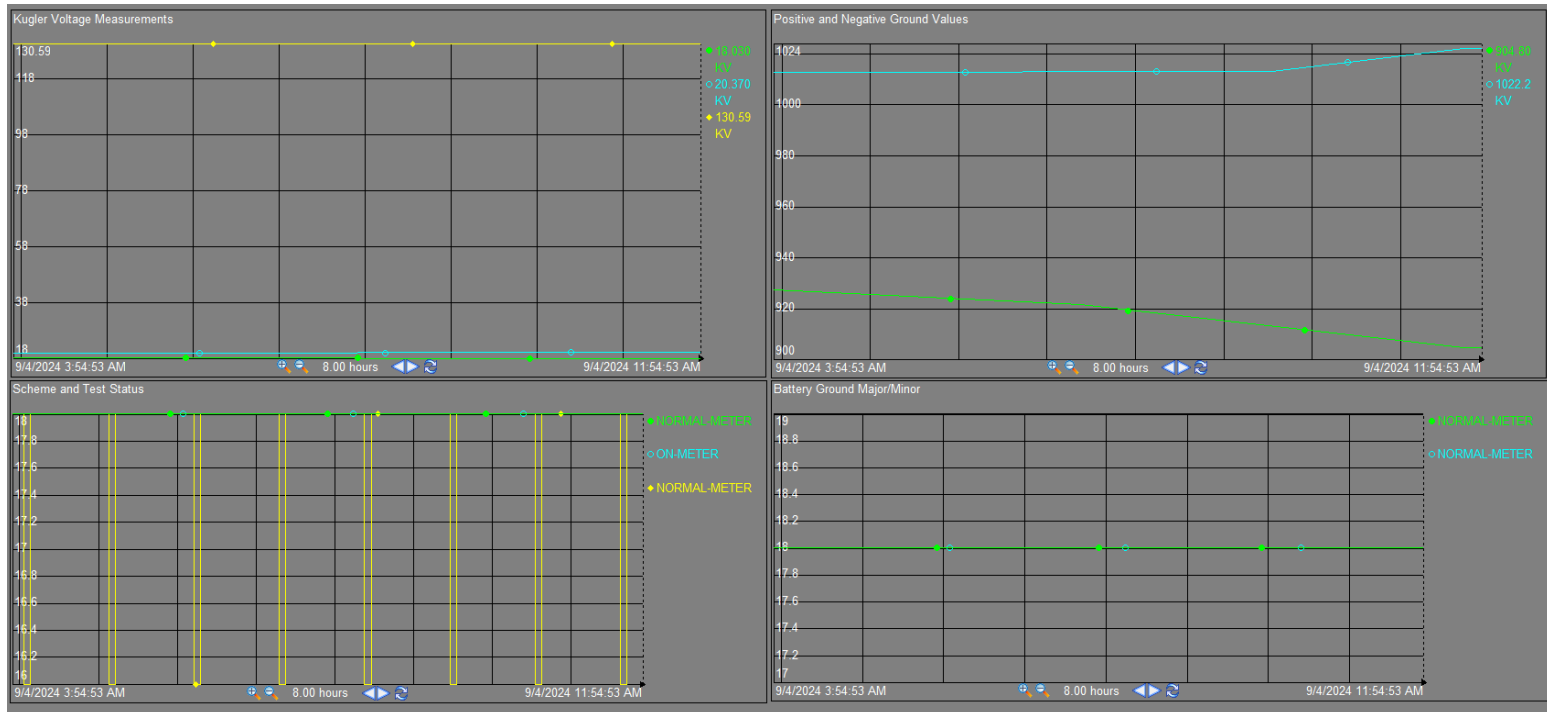 Kugler Voltage Measurements
130.59
118
98
78
58
38
18
18.030
KV
20.370
KV
130.59
KV
9/4/2024 3:54:53 AM
8.00 hours
9/4/2024 11:54:53 AM
Positive and Negative Ground Values
1024
1000
980
960
940
920
900
904.80
KV
1022.2
KV
9/4/2024 3:54:53 AM
8.00 hours
9/4/2024 11:54:53 AM
Scheme and Test Status
18
17.8
17.6
17.4
17.2
17
16.8
16.6
16.4
16.2
16
NORMAL-METER
ON-METER
NORMAL-METER
9/4/2024 3:54:53 AM
8.00 hours
9/4/2024 11:54:53 AM
Battery Ground Major/Minor
19
18.8
18.6
18.4
18.2
18
17.8
17.6
17.4
17.2
17
NORMAL-METER
NORMAL-METER
9/4/2024 3:54:53 AM
8.00 hours
9/4/2024 11:54:53 AM